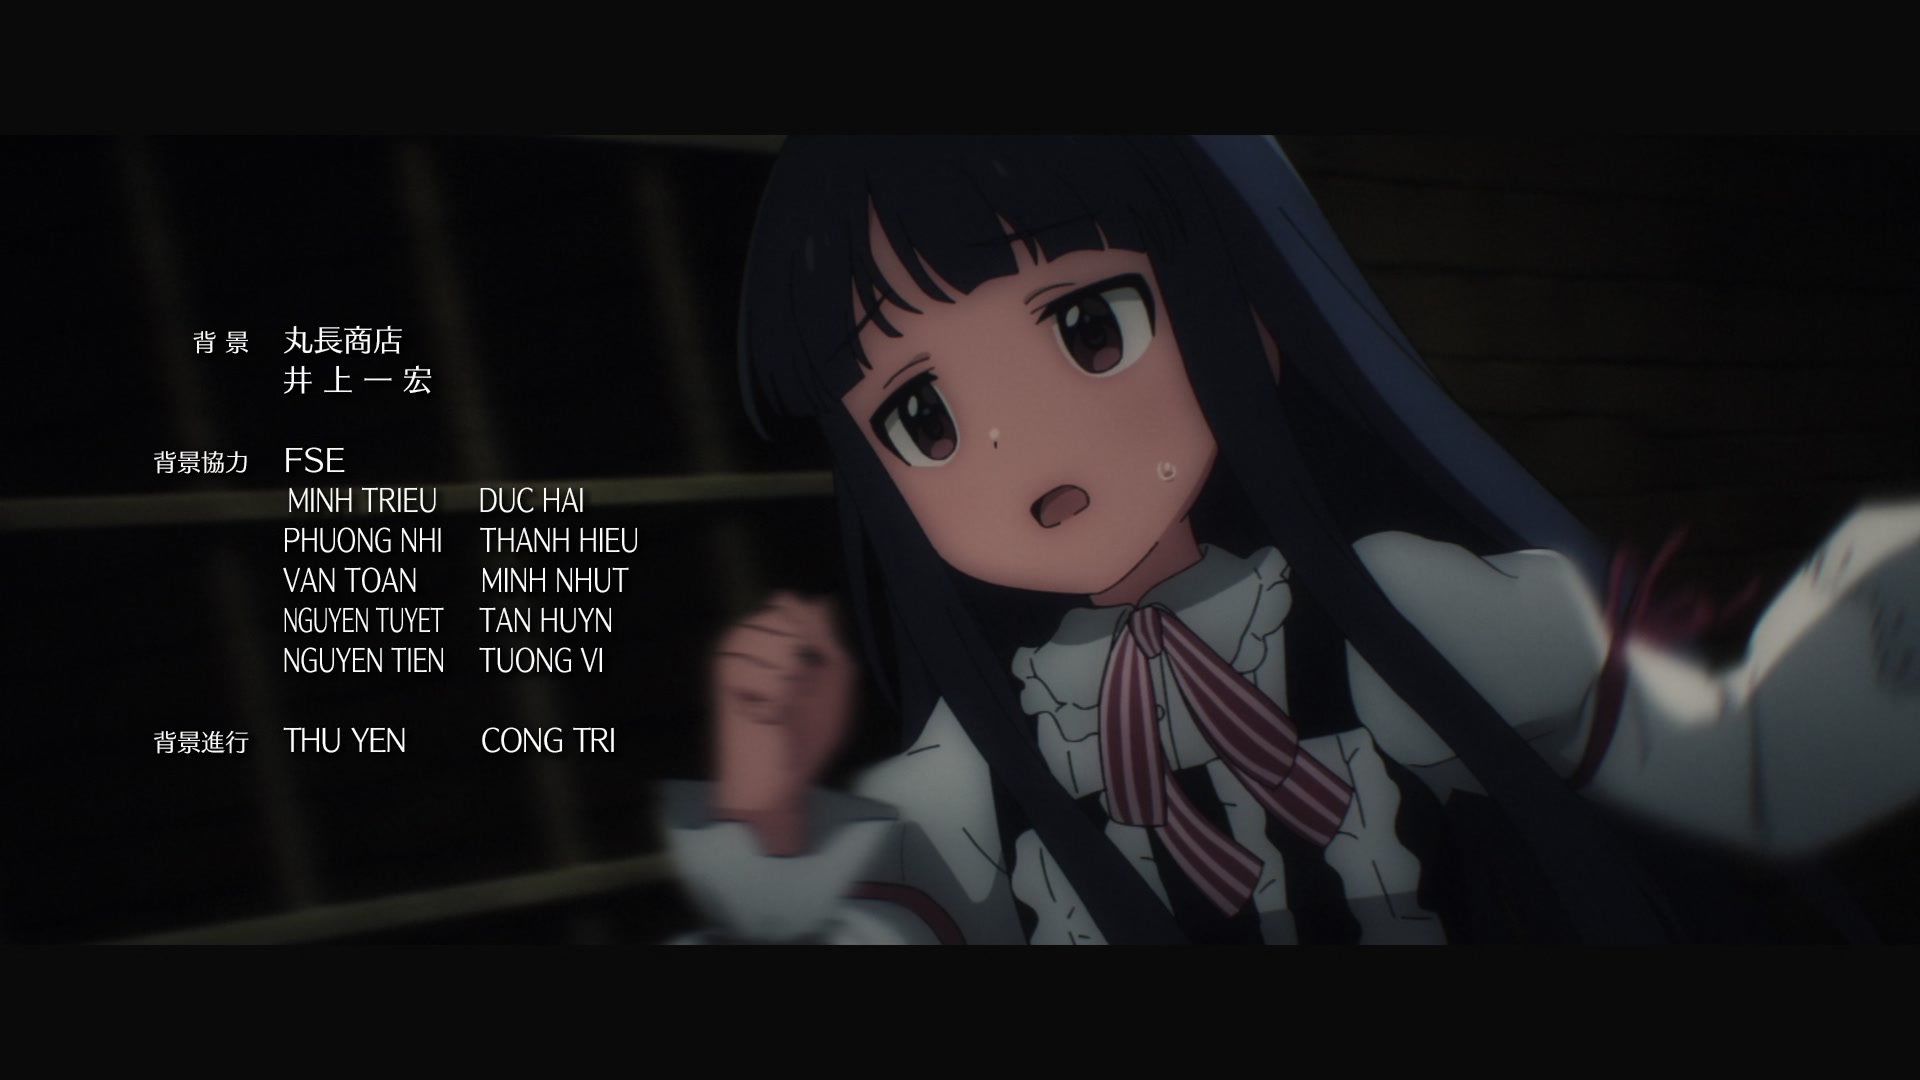 背景 丸長商店
井上一宏
背景協力 FSE
MINH TRIEU DUC HAI
PHUONG NHI THANH HIEU
VAN TOAN MINH NHUT
NGUYEN TUYET TAN HUYN
NGUYEN TIEN TUONG VI
背景進行 THU YEN CONG TRI